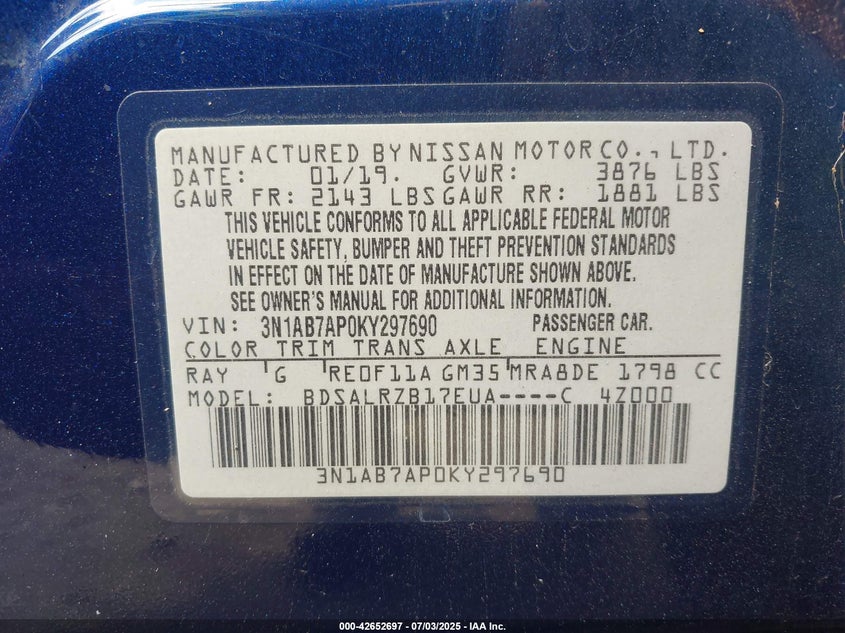 MANUFACTURED BY NISSAN MOTOR CO., LTD.
DATE: 01/19. GVWR: 3876 LBS
GAWR FR: 2143 LBS GAWR RR: 1881 LBS
THIS VEHICLE CONFORMS TO ALL APPLICABLE FEDERAL MOTOR
VEHICLE SAFETY, BUMPER AND THEFT PREVENTION STANDARDS
IN EFFECT ON THE DATE OF MANUFACTURE SHOWN ABOVE.
SEE OWNER'S MANUAL FOR ADDITIONAL INFORMATION.
VIN: 3N1AB7AP0KY297690 PASSENGER CAR.
COLOR TRIM TRANS AXLE ENGINE
RAY G RE0F11A GM35 MRA8DE 1798 CC
MODEL: BDSALRZB17EUA----C 4Z000
3N1AB7AP0KY297690
000-42652697 - 07/03/2025 - IAA Inc.